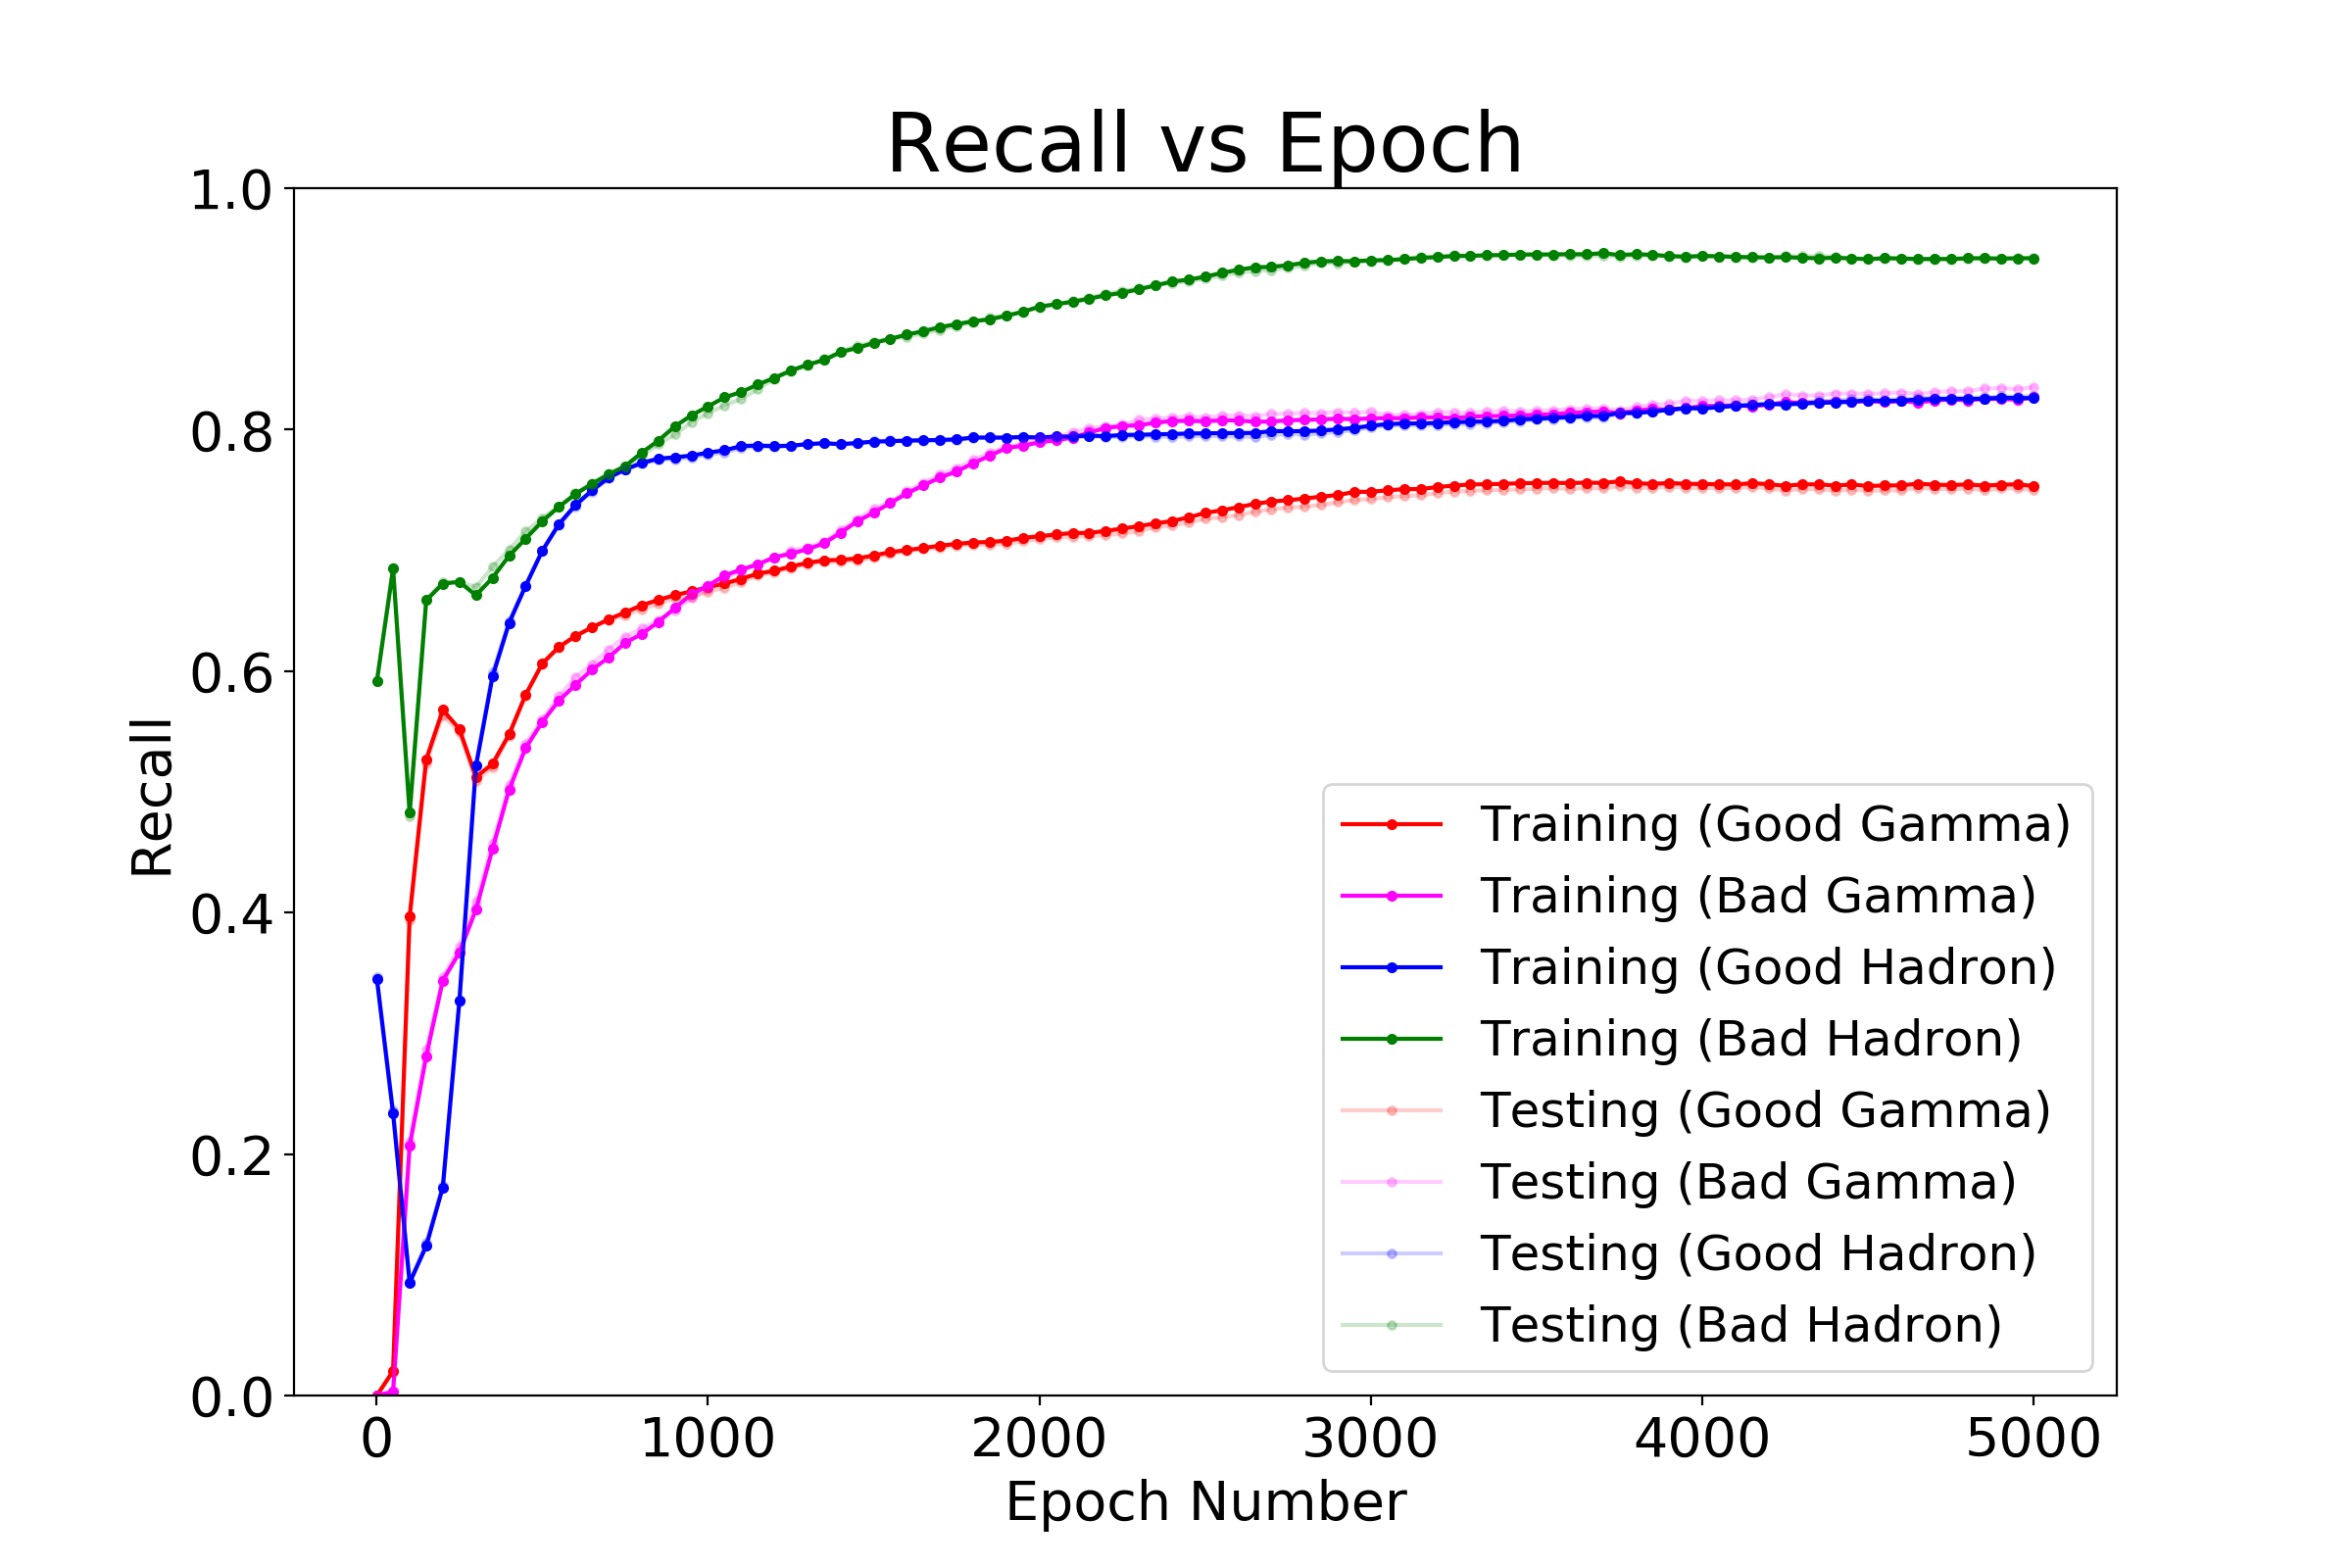 Recall vs Epoch
1.0
0.8
0.6
0.4
0.2
0.0
Recall
0 1000 2000 3000 4000 5000
Epoch Number
Training (Good Gamma)
Training (Bad Gamma)
Training (Good Hadron)
Training (Bad Hadron)
Testing (Good Gamma)
Testing (Bad Gamma)
Testing (Good Hadron)
Testing (Bad Hadron)